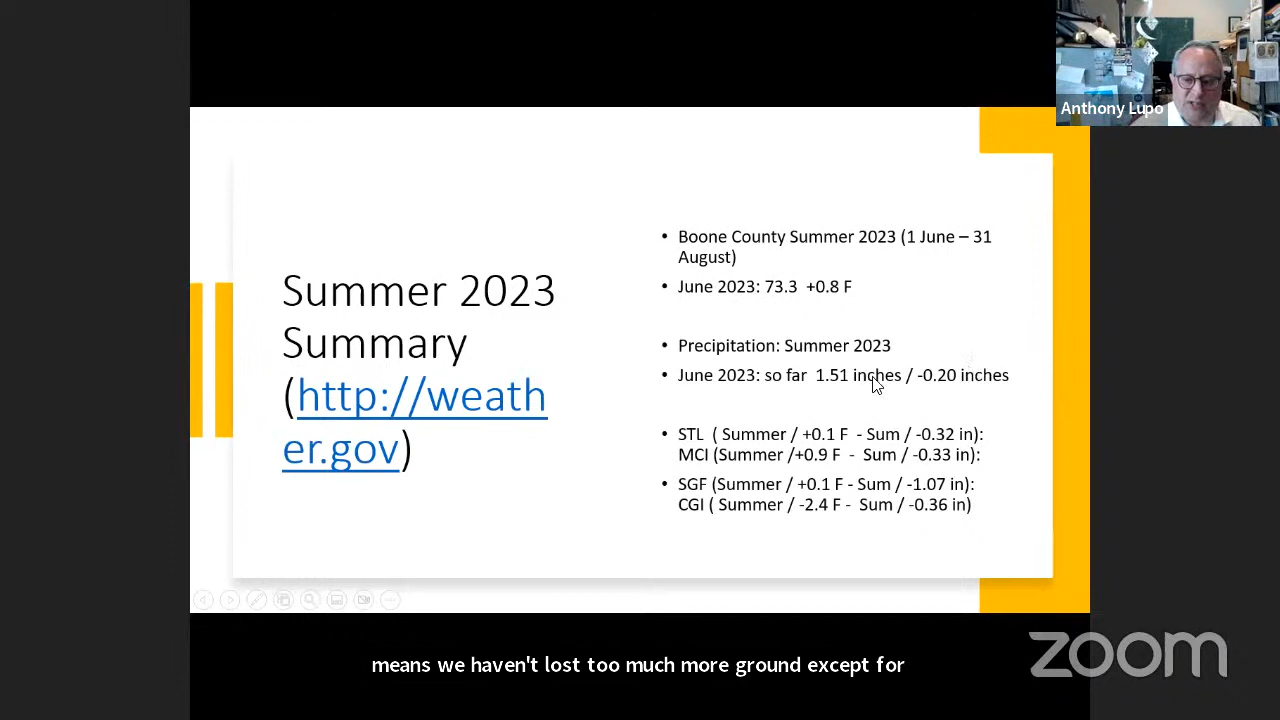 Anthony Lupo
Summer 2023
Summary
(http://weath
er.gov)
• Boone County Summer 2023 (1 June – 31
August)
• June 2023: 73.3 +0.8 F
• Precipitation: Summer 2023
• June 2023: so far 1.51 inches / -0.20 inches
• STL ( Summer / +0.1 F - Sum / -0.32 in):
MCI (Summer /+0.9 F - Sum / -0.33 in):
• SGF (Summer / +0.1 F - Sum / -1.07 in):
CGI ( Summer / -2.4 F - Sum / -0.36 in)
means we haven't lost too much more ground except for
zoom